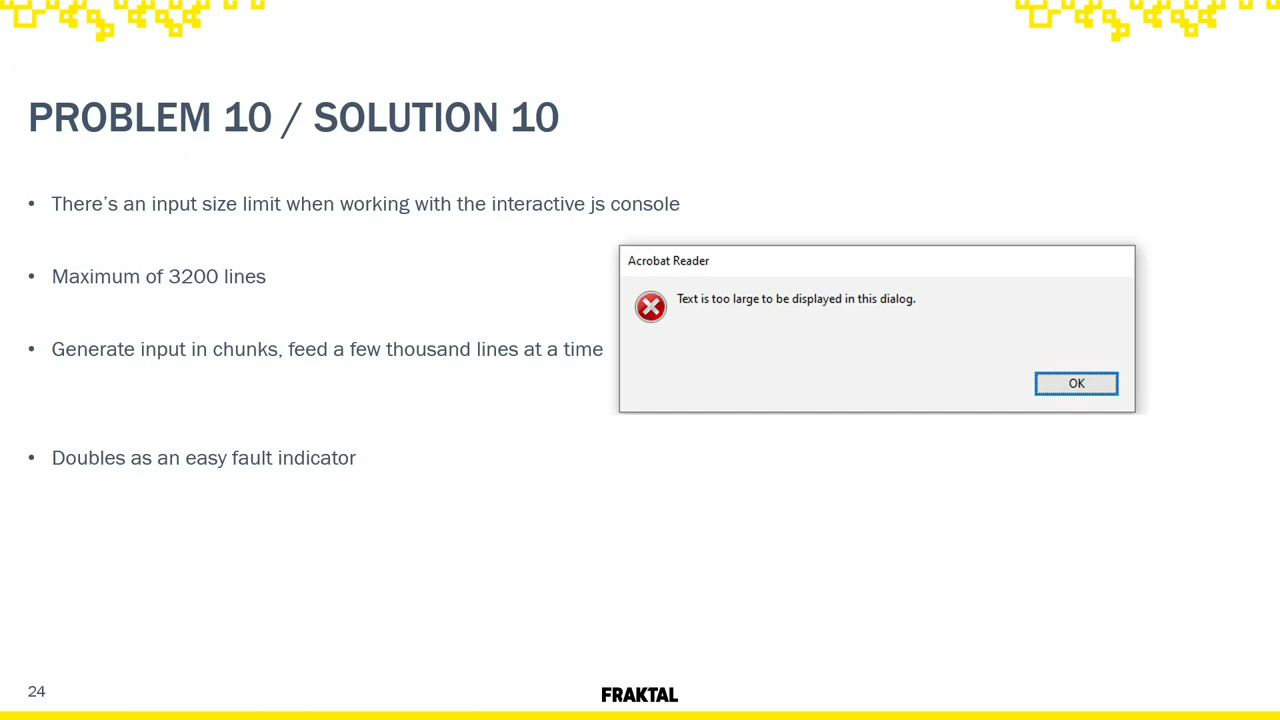 PROBLEM 10 / SOLUTION 10
• There's an input size limit when working with the interactive js console
• Maximum of 3200 lines
• Generate input in chunks, feed a few thousand lines at a time
Acrobat Reader
Text is too large to be displayed in this dialog.
OK
• Doubles as an easy fault indicator
24
FRAKTAL